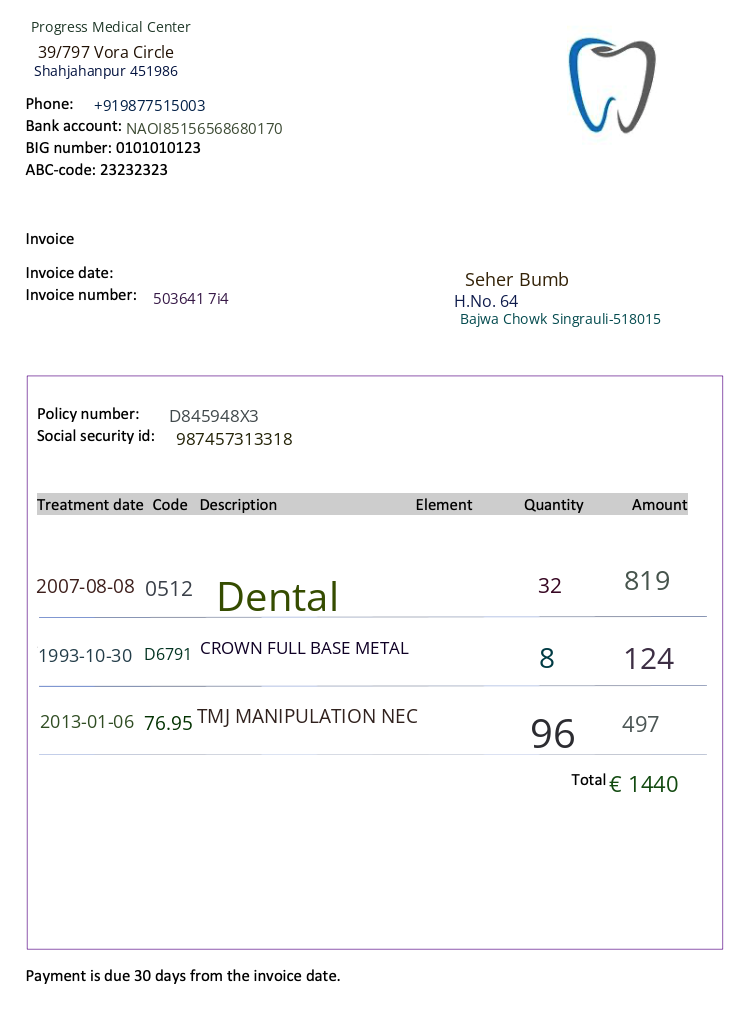 Progress Medical Center
39/797 Vora Circle
Shahjahanpur 451986
Phone: +919877515003
Bank account: NAOI85156568680170
BIG number: 0101010123
ABC-code: 23232323
Invoice
Invoice date:
Invoice number: 503641 7i4
Seher Bumb
H.No. 64
Bajwa Chowk Singrauli-518015
Policy number: D845948X3
Social security id: 987457313318
Treatment date Code Description Element Quantity Amount
2007-08-08 0512 Dental 32 819
1993-10-30 D6791 CROWN FULL BASE METAL 8 124
2013-01-06 76.95 TMJ MANIPULATION NEC 96 497
Total € 1440
Payment is due 30 days from the invoice date.